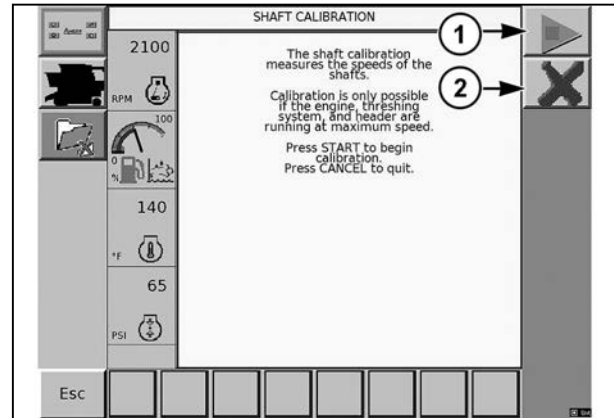 SHAFT CALIBRATION
1
2
2100
RPM
100
0
%
140
°F
65
PSI
The shaft calibration
measures the speeds of the
shafts.
Calibration is only possible
if the engine, threshing
system, and header are
running at maximum speed.
Press START to begin
calibration.
Press CANCEL to quit.
Esc